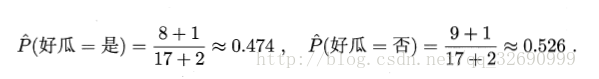 P̂(好瓜 = 是) = (8 + 1)/(17 + 2) ≈ 0.474 , P̂(好瓜 = 否) = (9 + 1)/(17 + 2) ≈ 0.526 .